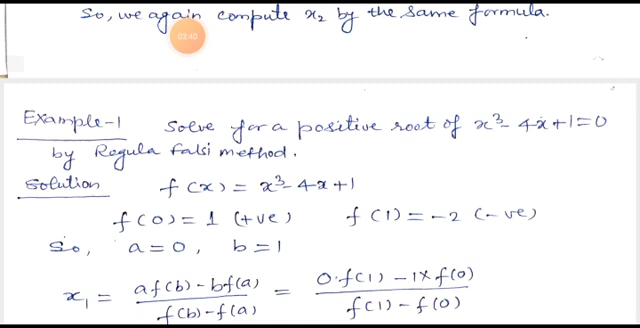 So, we again compute x₂ by the same formula.
03:40
Example-1 Solve for a positive root of x³- 4x+1=0
by Regula Falsi method.
Solution f(x) = x³-4x+1
f(0) = 1 (+ve) f(1) = -2 (-ve)
So, a=0, b=1
x₁ = af(b)-bf(a) / f(b)-f(a) = 0.f(1) -1×f(0) / f(1)-f(0)